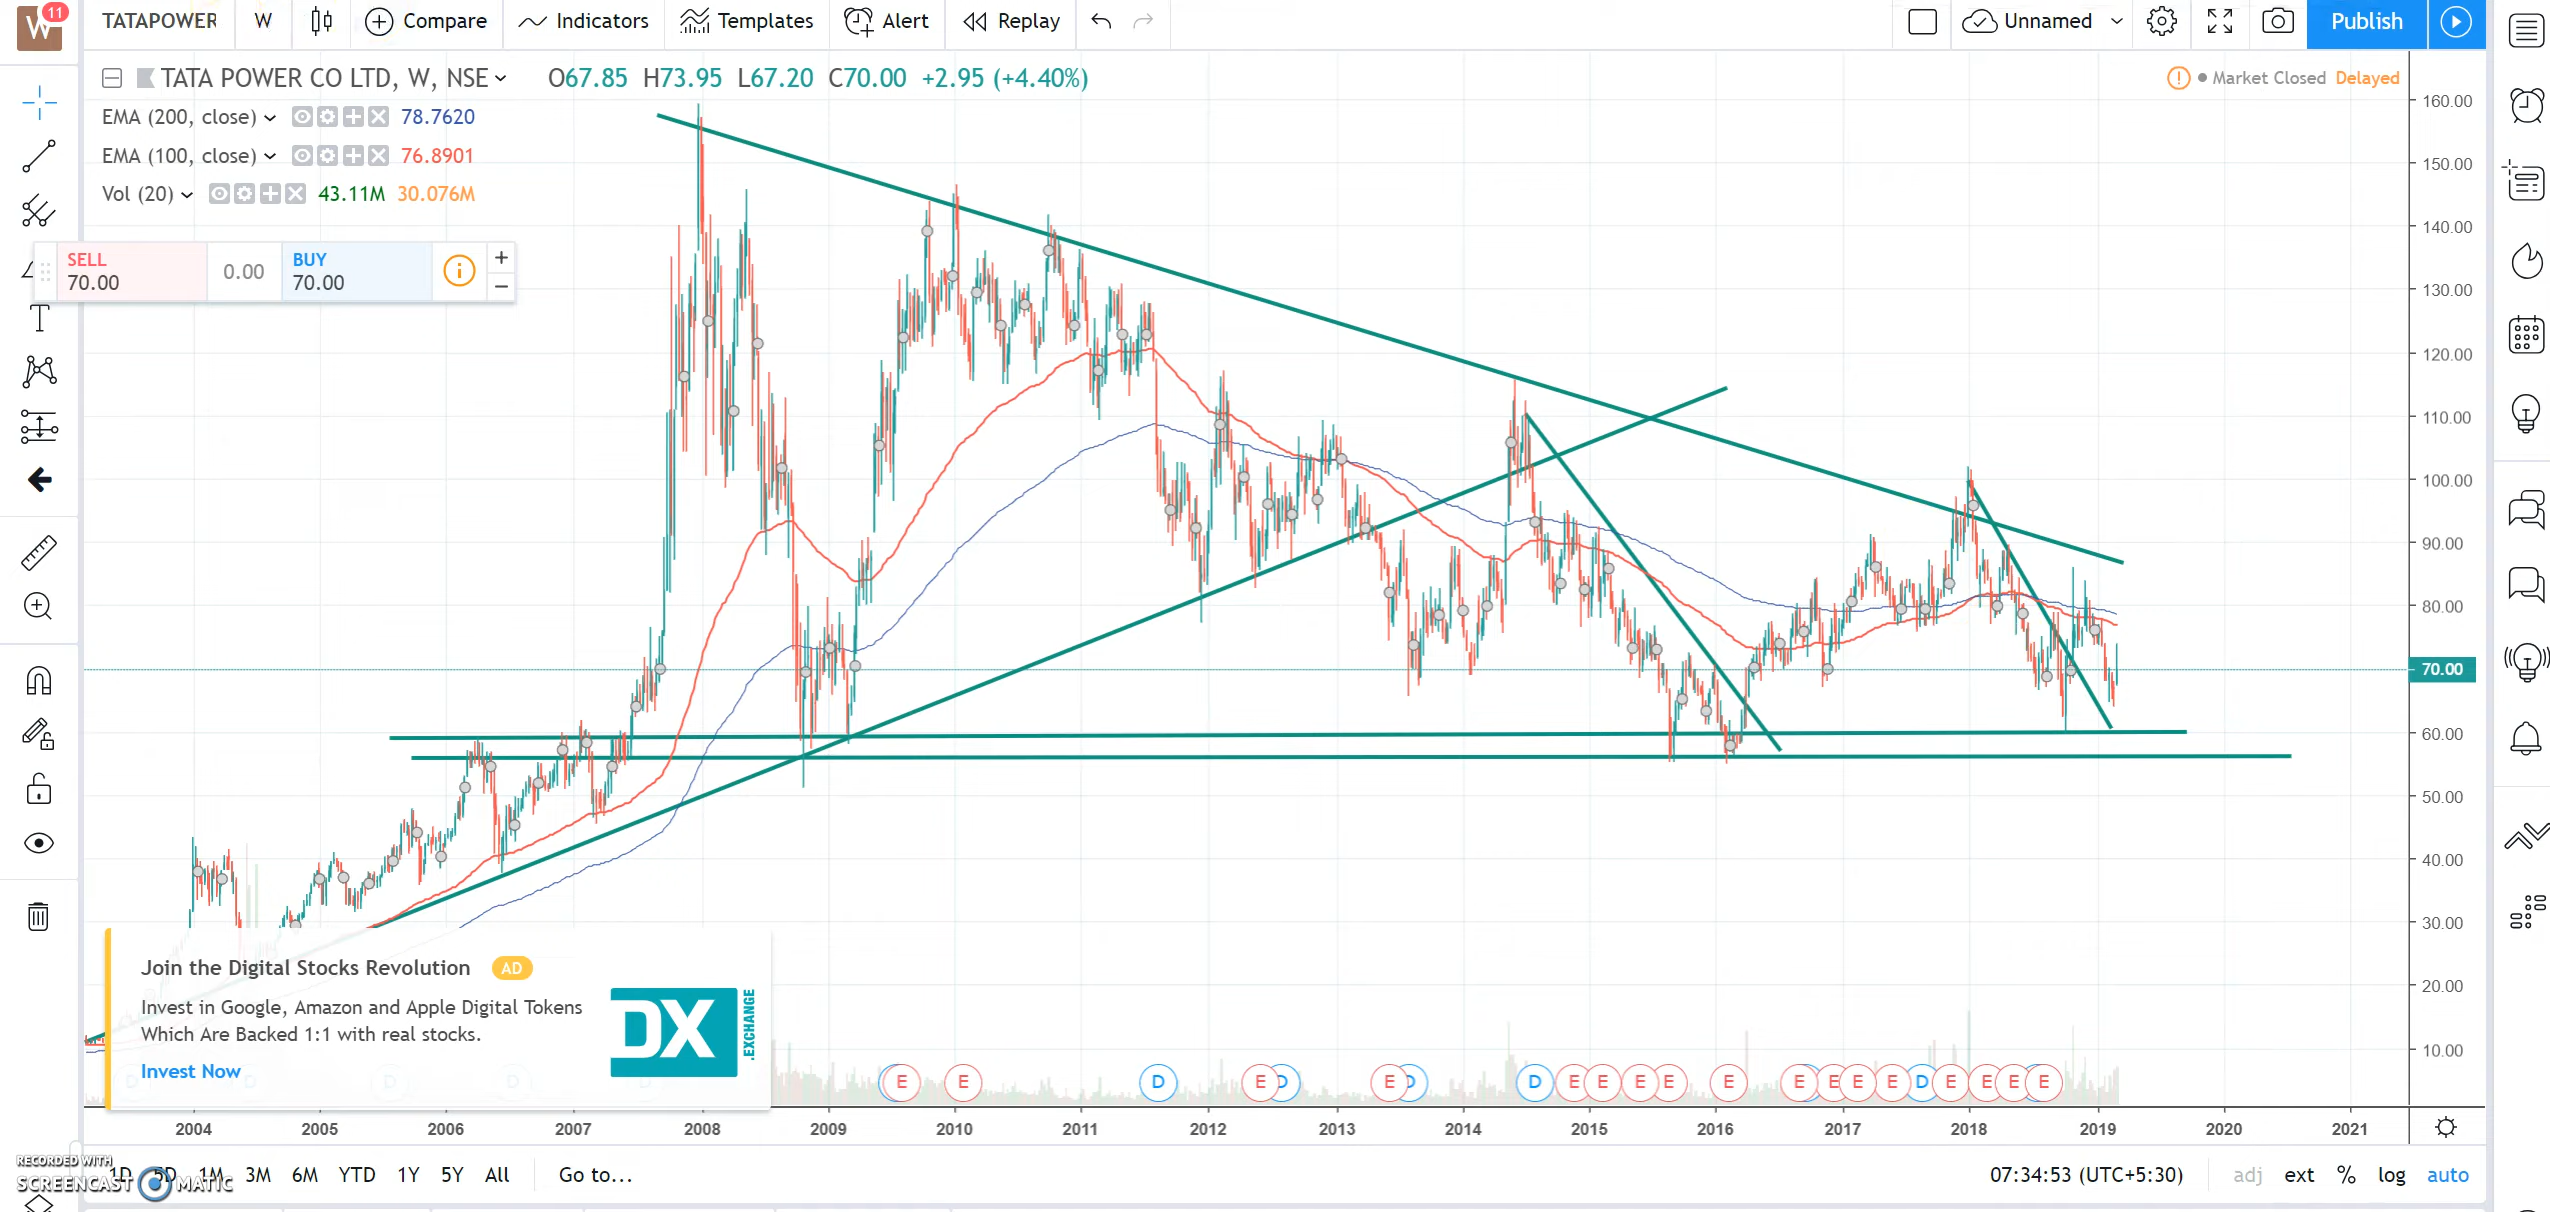 W 11
TATAPOWER W Compare Indicators Templates Alert Replay Unnamed Publish
TATA POWER CO LTD, W, NSE O67.85 H73.95 L67.20 C70.00 +2.95 (+4.40%)
Market Closed Delayed
EMA (200, close) 78.7620
EMA (100, close) 76.8901
Vol (20) 43.11M 30.076M
SELL
70.00
0.00
BUY
70.00
160.00
150.00
140.00
130.00
120.00
110.00
100.00
90.00
80.00
70.00
60.00
50.00
40.00
30.00
20.00
10.00
Join the Digital Stocks Revolution AD
Invest in Google, Amazon and Apple Digital Tokens
Which Are Backed 1:1 with real stocks.
Invest Now
DX .EXCHANGE
D D D D
E E D E D E D D E E E E E E E E E D E E E E
2004 2005 2006 2007 2008 2009 2010 2011 2012 2013 2014 2015 2016 2017 2018 2019 2020 2021
1D 5D 1M 3M 6M YTD 1Y 5Y All Go to...
07:34:53 (UTC+5:30) adj ext % log auto
RECORDED WITH
SCREENCAST MATIC